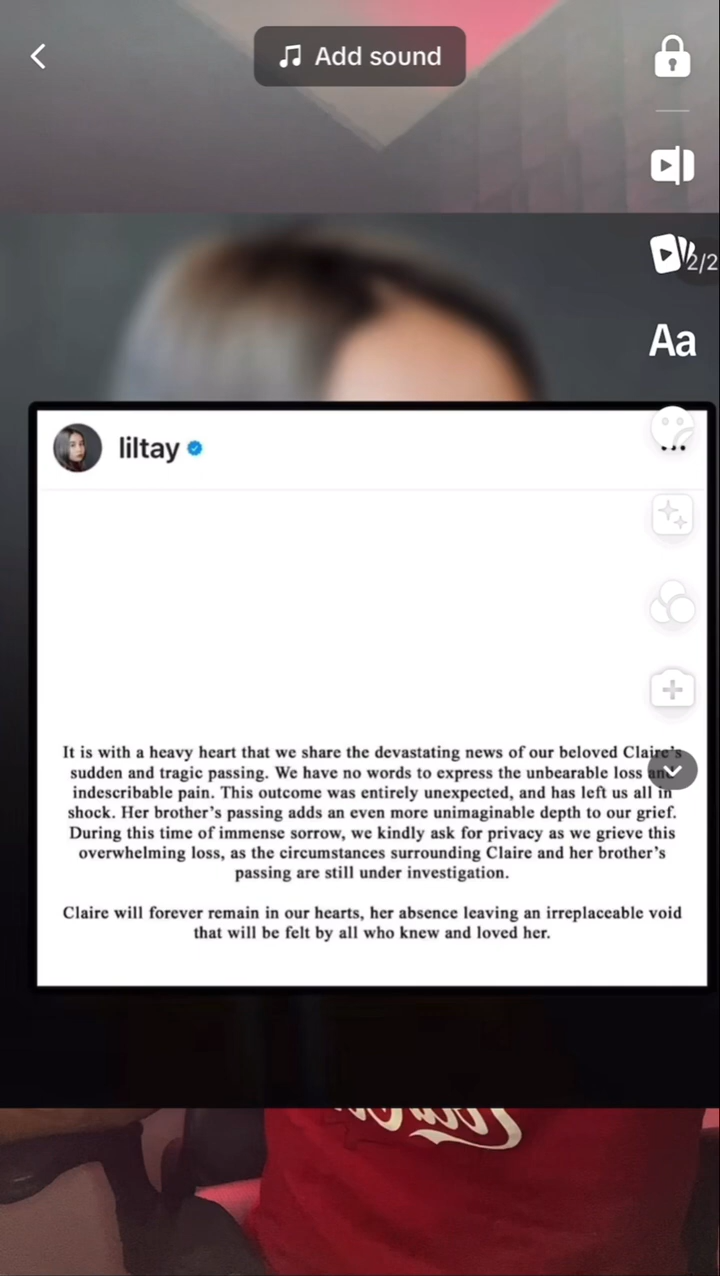 Add sound
2/2
Aa
liltay
It is with a heavy heart that we share the devastating news of our beloved Claire's
sudden and tragic passing. We have no words to express the unbearable loss and
indescribable pain. This outcome was entirely unexpected, and has left us all in
shock. Her brother's passing adds an even more unimaginable depth to our grief.
During this time of immense sorrow, we kindly ask for privacy as we grieve this
overwhelming loss, as the circumstances surrounding Claire and her brother's
passing are still under investigation.
Claire will forever remain in our hearts, her absence leaving an irreplaceable void
that will be felt by all who knew and loved her.